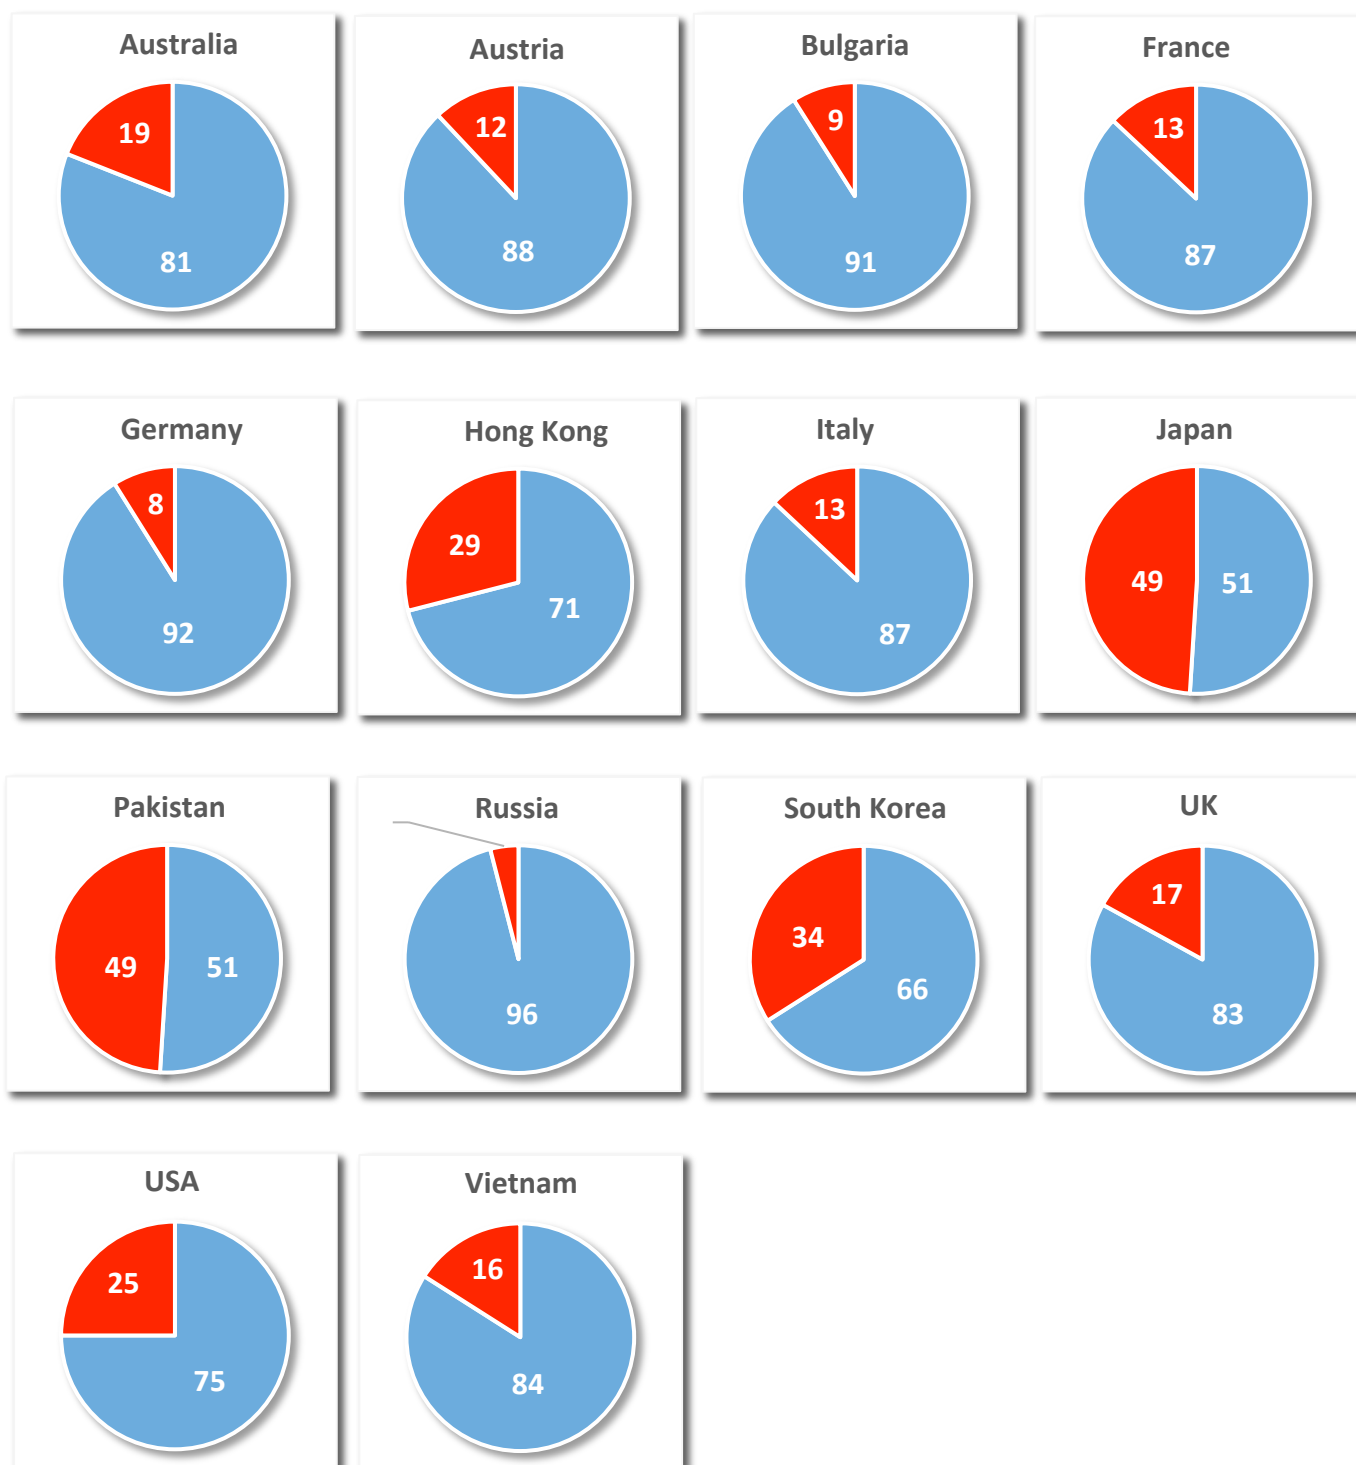 Australia
19
81
Austria
12
88
Bulgaria
9
91
France
13
87
Germany
8
92
Hong Kong
29
71
Italy
13
87
Japan
49
51
Pakistan
49
51
Russia
96
South Korea
34
66
UK
17
83
USA
25
75
Vietnam
16
84